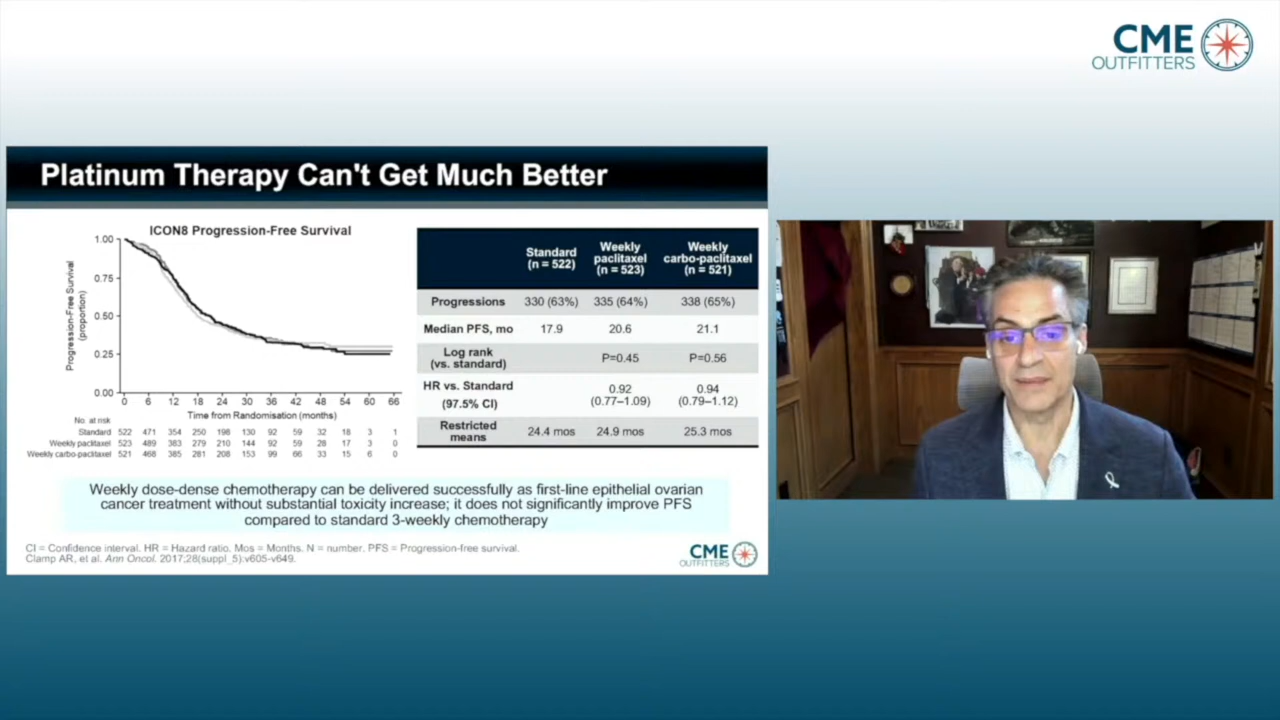 CME
OUTFITTERS
Platinum Therapy Can't Get Much Better
ICON8 Progression-Free Survival
Progression-Free Survival
(proportion)
1.00
0.75
0.50
0.25
0.00
0 6 12 18 24 30 36 42 48 54 60 66
Time from Randomisation (months)
No. at risk
Standard 522 471 354 250 196 130 92 59 32 18 3 1
Weekly paclitaxel 523 489 383 279 210 144 92 59 28 17 3 0
Weekly carbo-paclitaxel 521 468 385 281 208 153 99 66 33 15 6 0
Standard (n = 522) Weekly paclitaxel (n = 523) Weekly carbo-paclitaxel (n = 521)
Progressions 330 (63%) 335 (64%) 338 (65%)
Median PFS, mo 17.9 20.6 21.1
Log rank (vs. standard) P=0.45 P=0.56
HR vs. Standard (97.5% CI) 0.92 (0.77–1.09) 0.94 (0.79–1.12)
Restricted means 24.4 mos 24.9 mos 25.3 mos
Weekly dose-dense chemotherapy can be delivered successfully as first-line epithelial ovarian
cancer treatment without substantial toxicity increase; it does not significantly improve PFS
compared to standard 3-weekly chemotherapy
CI = Confidence interval. HR = Hazard ratio. Mos = Months. N = number. PFS = Progression-free survival.
Clamp AR, et al. Ann Oncol. 2017;28(suppl_5):v605-v649.
CME
OUTFITTERS